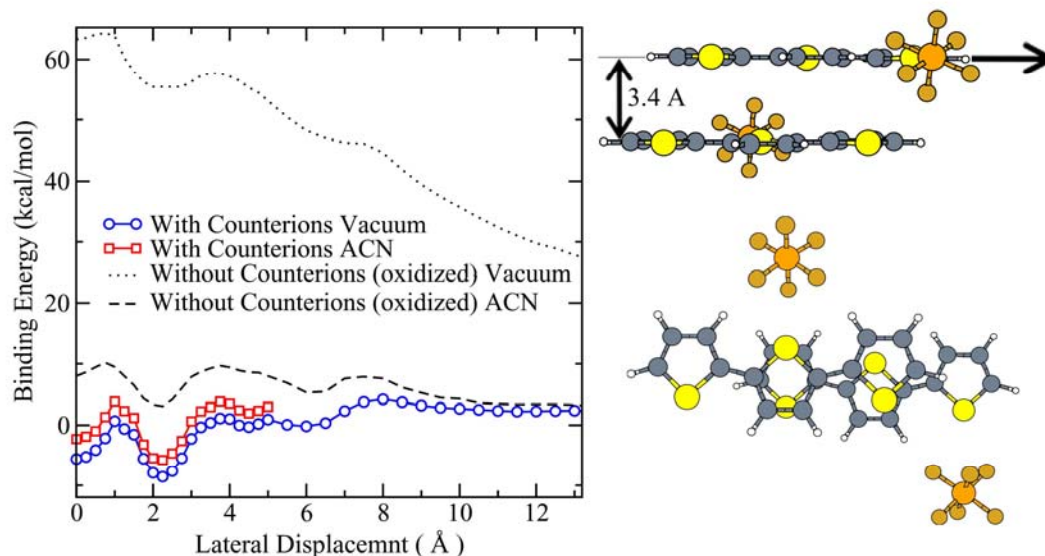 60
40
20
0
Binding Energy (kcal/mol)
With Counterions Vacuum
With Counterions ACN
Without Counterions (oxidized) Vacuum
Without Counterions (oxidized) ACN
0 2 4 6 8 10 12
Lateral Displacemnt ( Å )
3.4 A